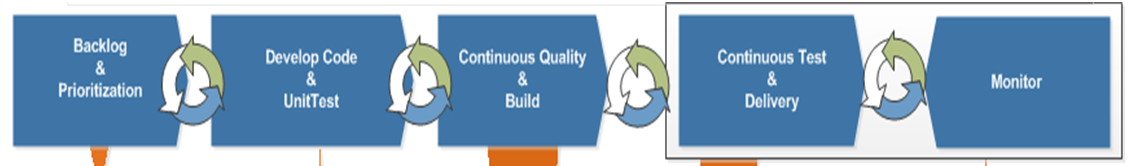 Backlog
&
Prioritization
Develop Code
&
UnitTest
Continuous Quality
&
Build
Continuous Test
&
Delivery
Monitor